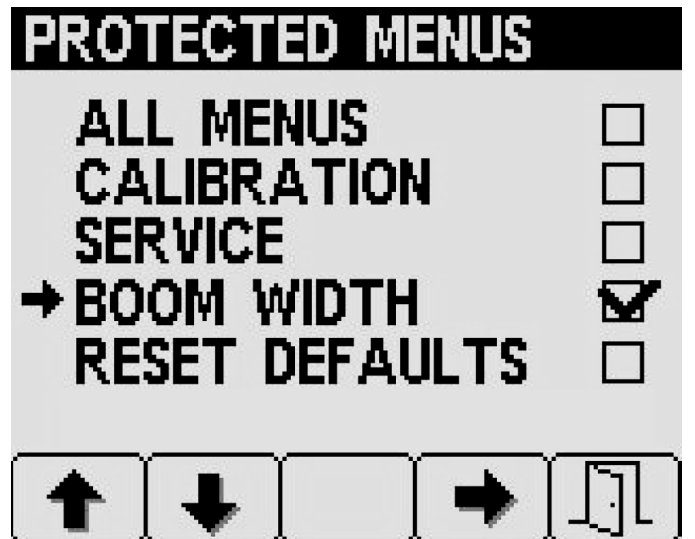 PROTECTED MENUS
ALL MENUS
CALIBRATION
SERVICE
BOOM WIDTH
RESET DEFAULTS